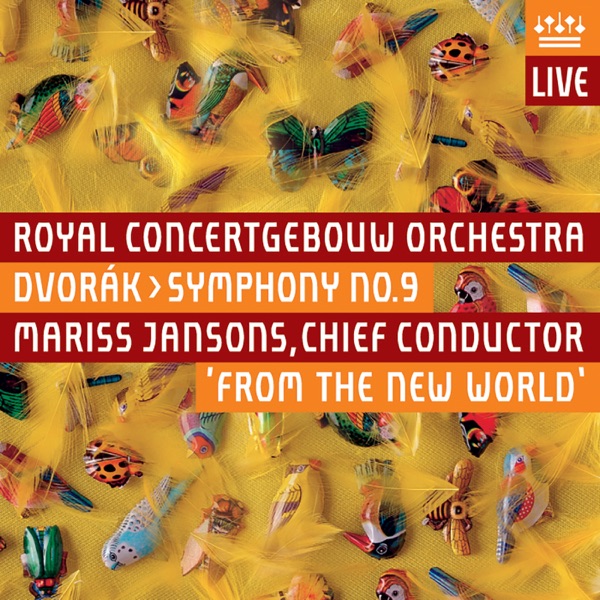 LIVE
ROYAL CONCERTGEBOUW ORCHESTRA
DVOŘÁK > SYMPHONY NO.9
MARISS JANSONS, CHIEF CONDUCTOR
'FROM THE NEW WORLD'